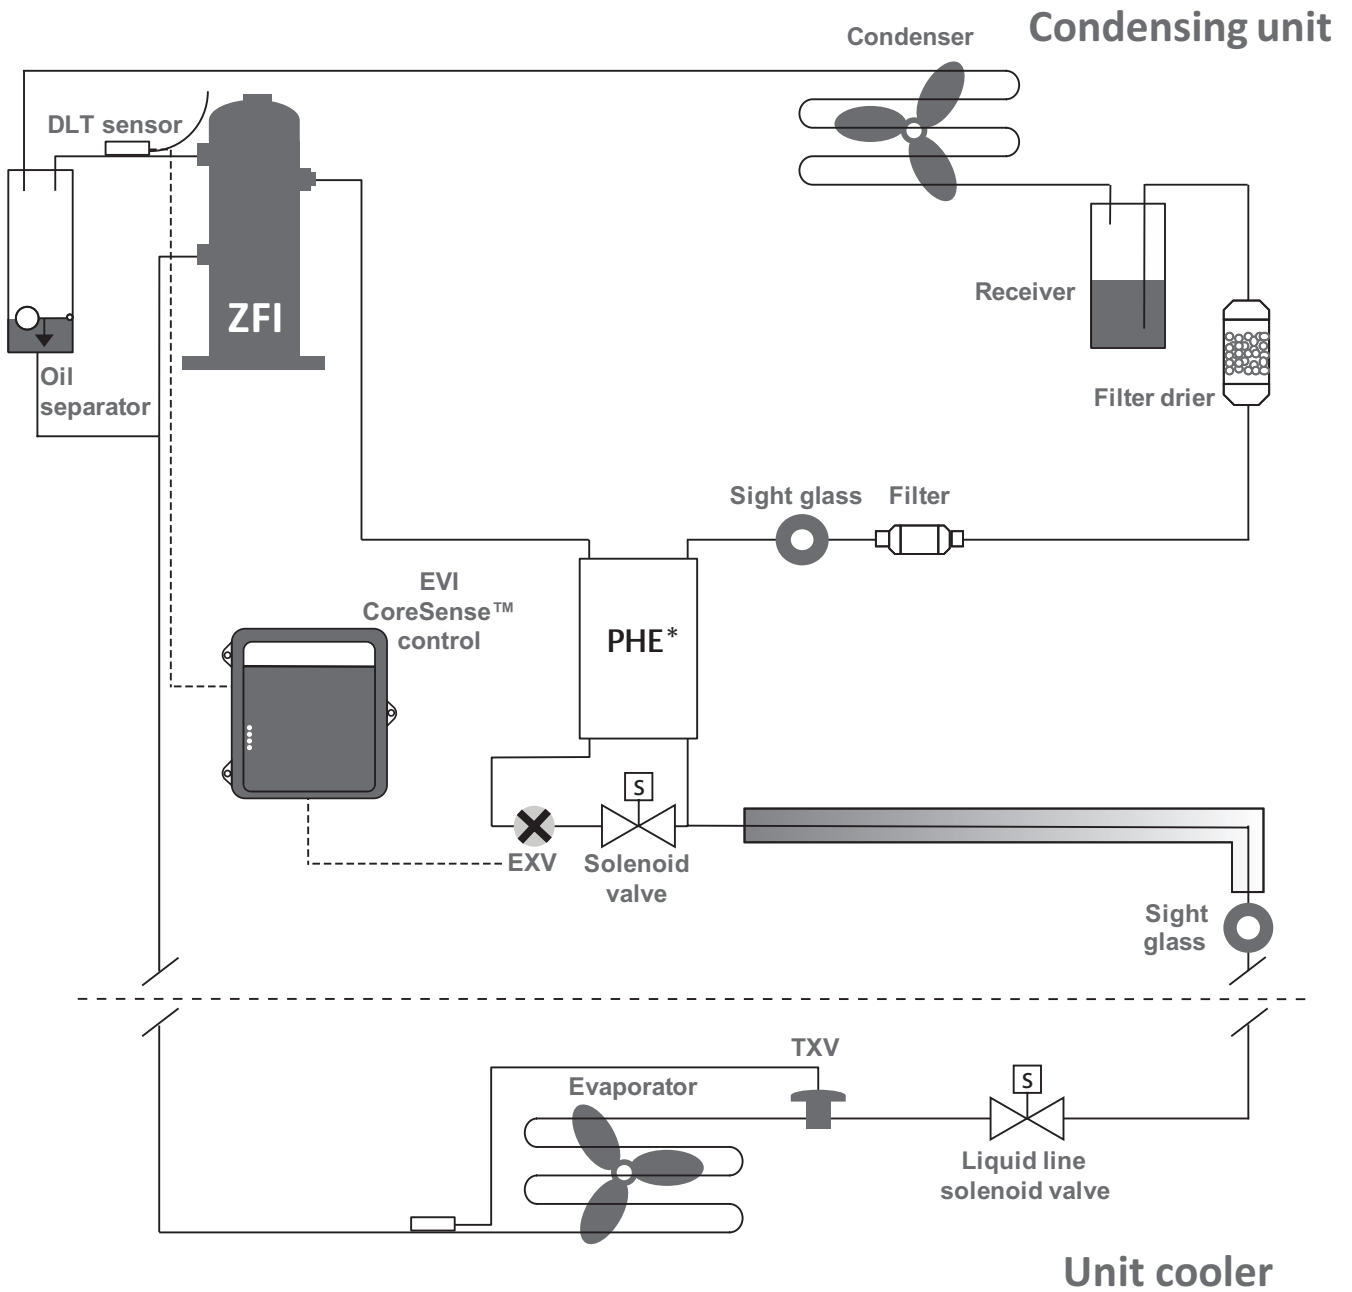 Condensing unit
Condenser
DLT sensor
ZFI
Receiver
Oil
separator
Filter drier
Sight glass
Filter
EVI
CoreSense™
control
PHE*
S
EXV
Solenoid
valve
Sight
glass
TXV
S
Evaporator
Liquid line
solenoid valve
Unit cooler